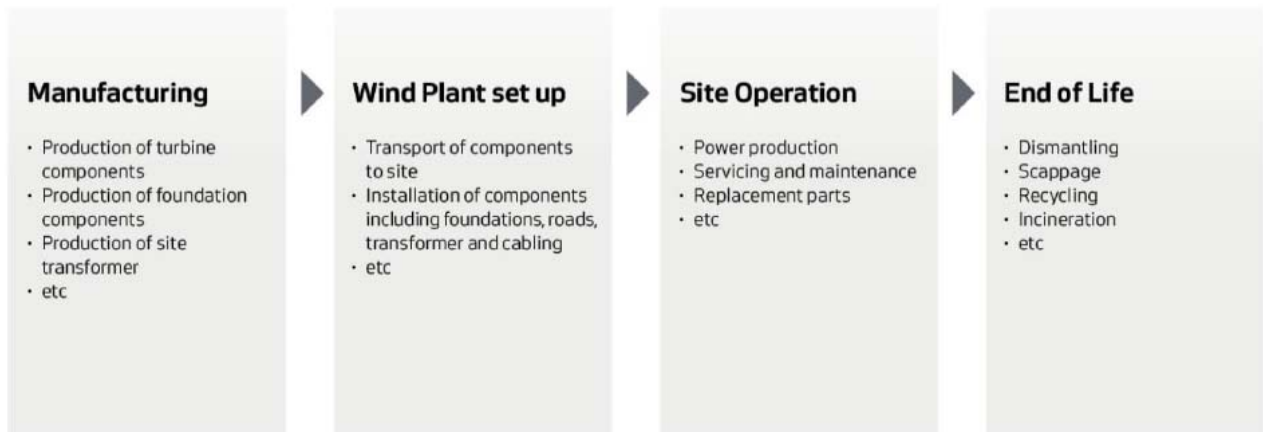 Manufacturing
· Production of turbine
components
· Production of foundation
components
· Production of site
transformer
· etc
Wind Plant set up
· Transport of components
to site
· Installation of components
including foundations, roads,
transformer and cabling
· etc
Site Operation
· Power production
· Servicing and maintenance
· Replacement parts
· etc
End of Life
· Dismantling
· Scappage
· Recycling
· Incineration
· etc